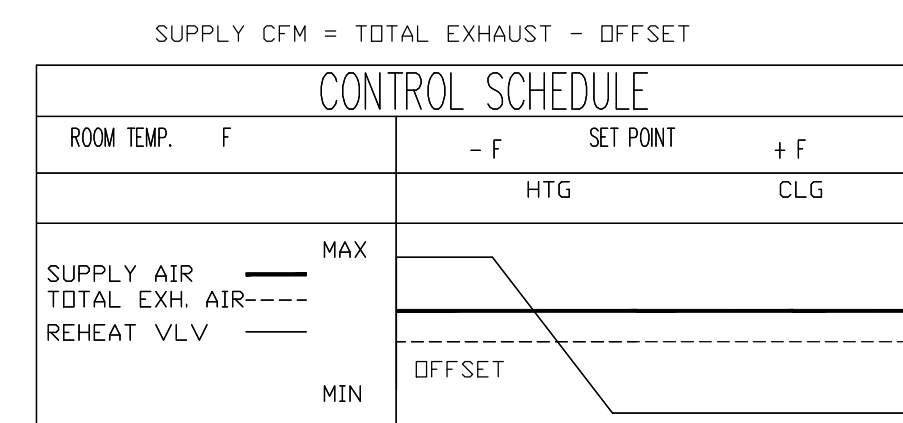 SUPPLY CFM = TOTAL EXHAUST - OFFSET
CONTROL SCHEDULE
ROOM TEMP. F
- F SET POINT + F
HTG CLG
MAX
SUPPLY AIR
TOTAL EXH. AIR
REHEAT VLV
OFFSET
MIN